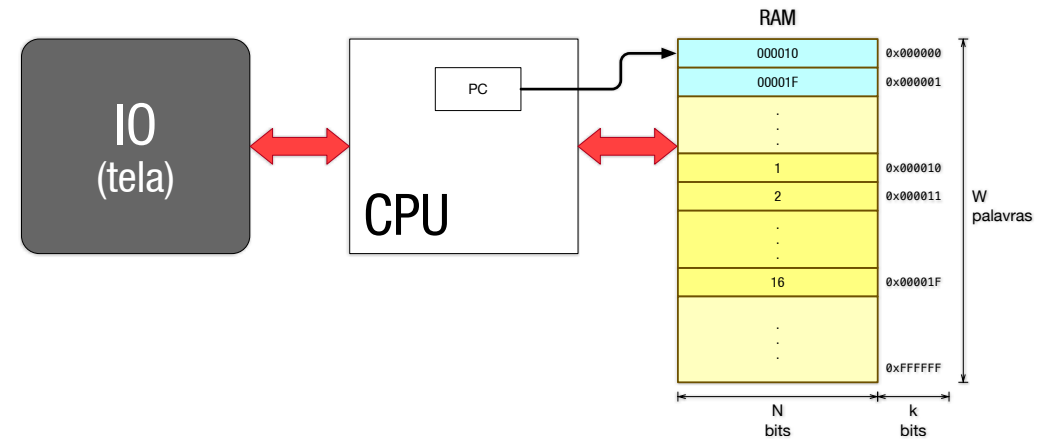 RAM
IO
(tela)
CPU
PC
000010
0x000000
00001F
0x000001
.
.
.
1
0x000010
2
0x000011
.
.
.
16
0x00001F
.
.
.
0xFFFFFF
W
palavras
N
bits
k
bits